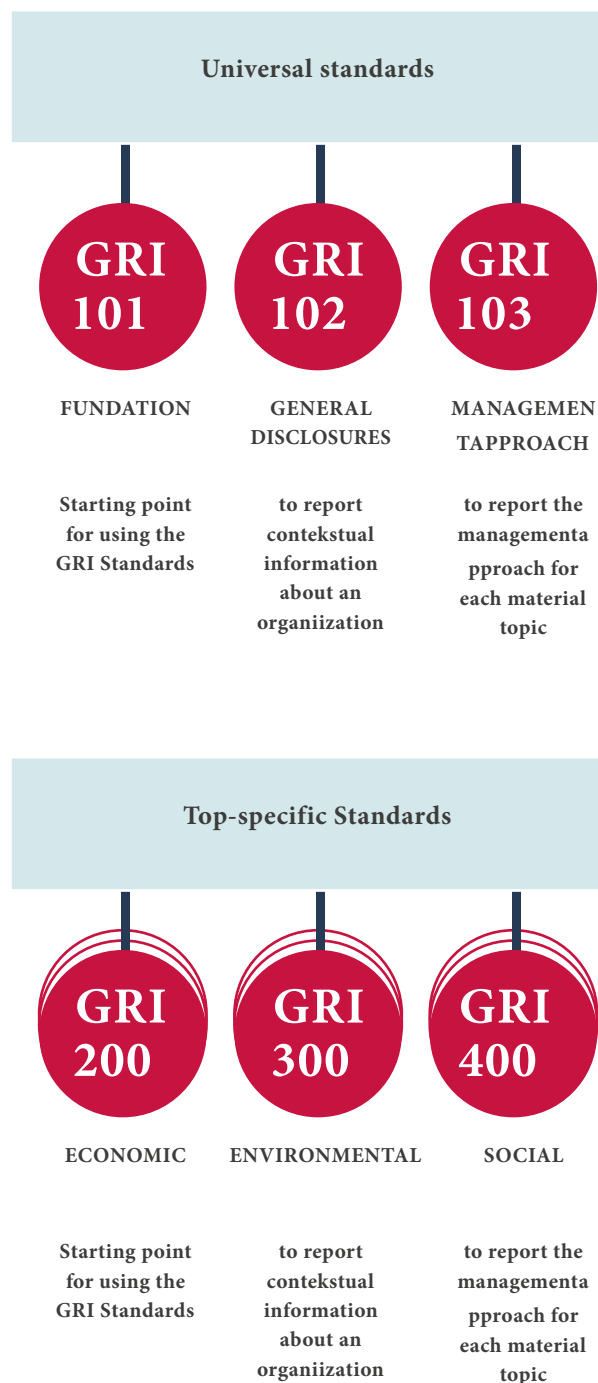 Universal standards
GRI
101
GRI
102
GRI
103
FUNDATION
GENERAL
DISCLOSURES
MANAGEMEN
TAPPROACH
Starting point
for using the
GRI Standards
to report
contekstual
information
about an
organiization
to report the
managementa
pproach for
each material
topic
Top-specific Standards
GRI
200
GRI
300
GRI
400
ECONOMIC
ENVIRONMENTAL
SOCIAL
Starting point
for using the
GRI Standards
to report
contekstual
information
about an
organiization
to report the
managementa
pproach for
each material
topic